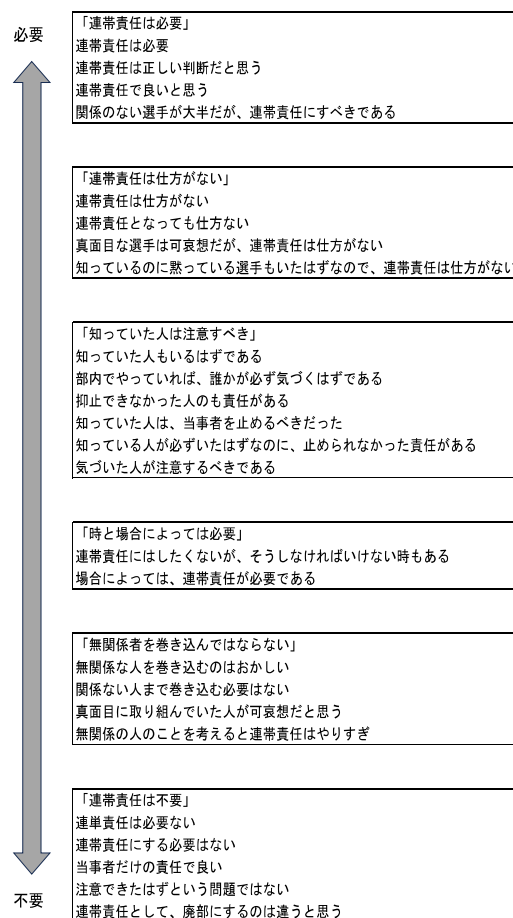 必要
「連帯責任は必要」
連帯責任は必要
連帯責任は正しい判断だと思う
連帯責任で良いと思う
関係のない選手が大半だが、連帯責任にすべきである
「連帯責任は仕方がない」
連帯責任は仕方がない
連帯責任となっても仕方ない
真面目な選手は可哀想だが、連帯責任は仕方がない
知っているのに黙っている選手もいたはずなので、連帯責任は仕方がない
「知っていた人は注意すべき」
知っていた人もいるはずである
部内でやっていれば、誰かが必ず気づくはずである
抑止できなかった人のも責任がある
知っていた人は、当事者を止めるべきだった
知っている人が必ずいたはずなのに、止められなかった責任がある
気づいた人が注意するべきである
「時と場合によっては必要」
連帯責任にはしたくないが、そうしなければいけない時もある
場合によっては、連帯責任が必要である
「無関係者を巻き込んではならない」
無関係な人を巻き込むのはおかしい
関係ない人まで巻き込む必要はない
真面目に取り組んでいた人が可哀想だと思う
無関係の人のことを考えると連帯責任はやりすぎ
「連帯責任は不要」
連単責任は必要ない
連帯責任にする必要はない
当事者だけの責任で良い
注意できたはずという問題ではない
連帯責任として、廃部にするのは違うと思う
不要